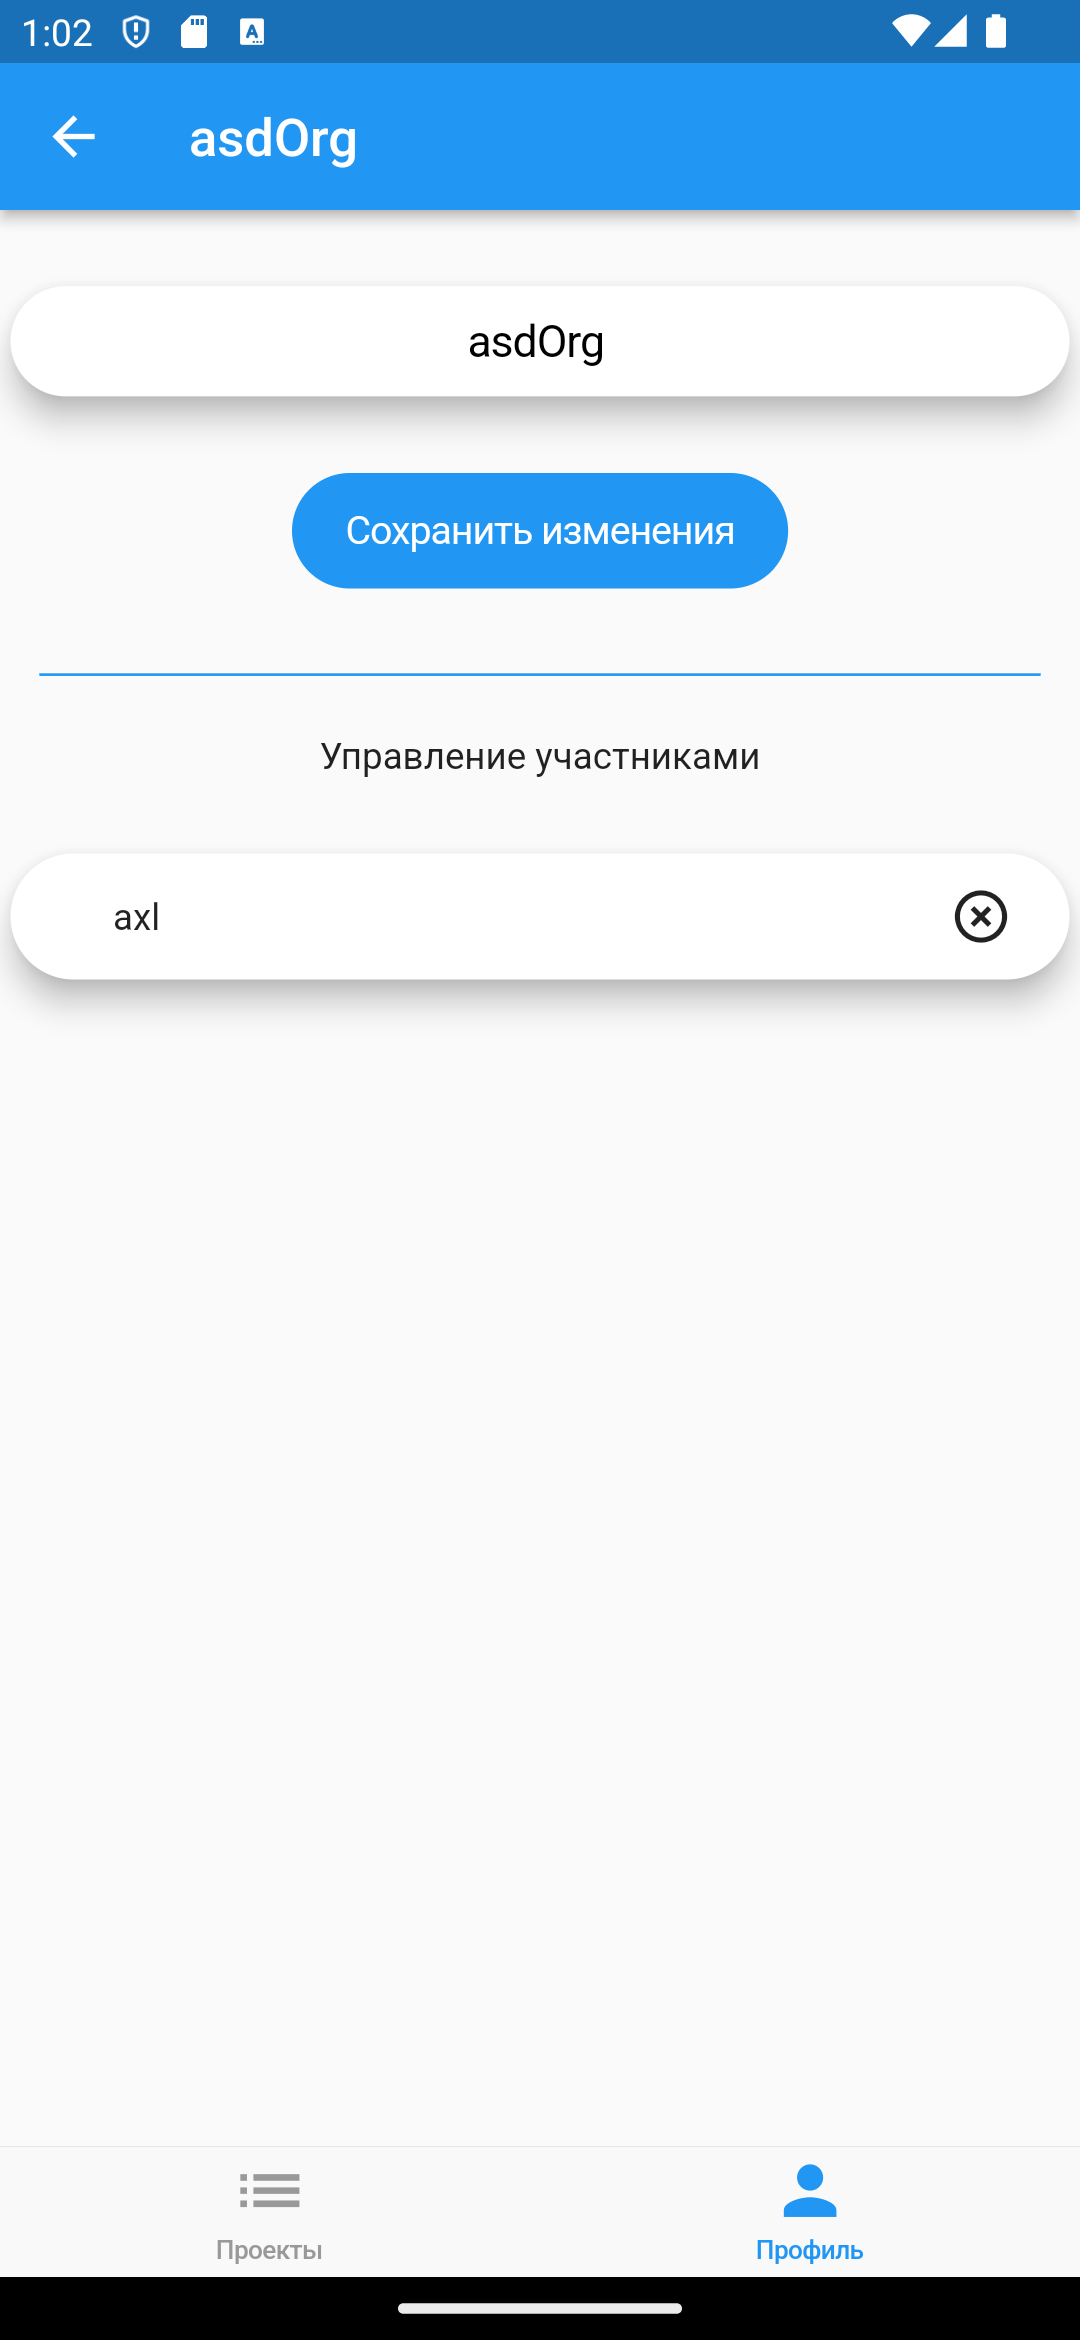 1:02
asdOrg
asdOrg
Сохранить изменения
Управление участниками
axl
Проекты
Профиль